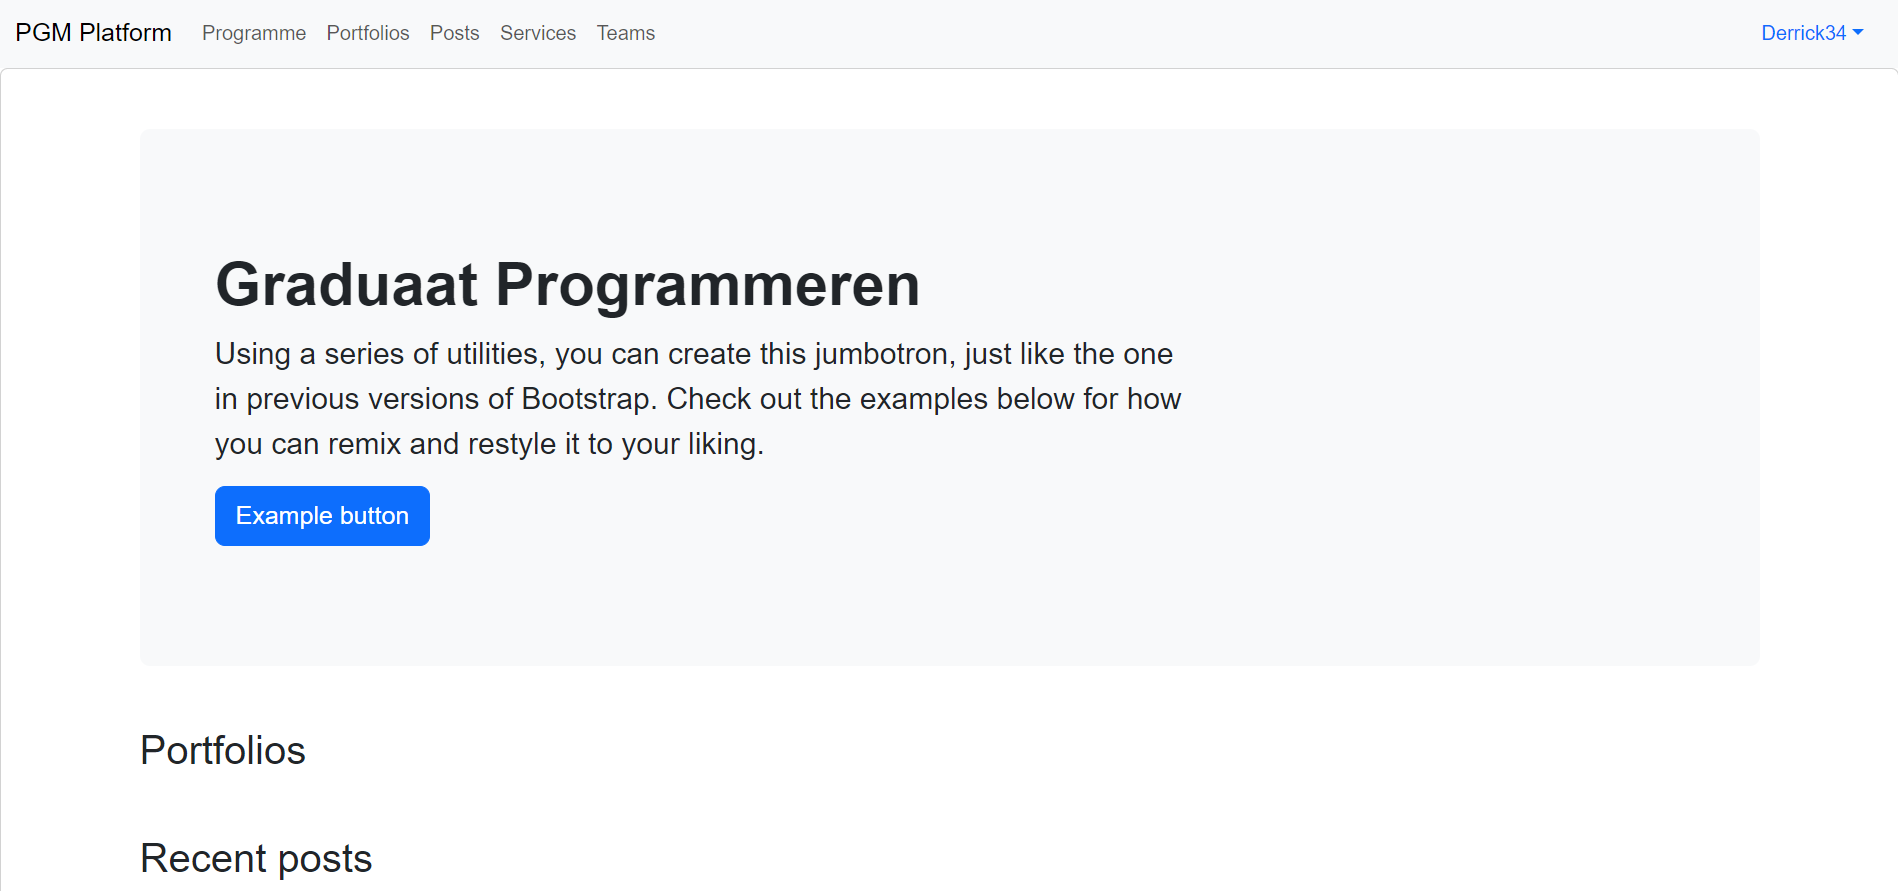 PGM Platform Programme Portfolios Posts Services Teams Derrick34
Graduaat Programmeren
Using a series of utilities, you can create this jumbotron, just like the one
in previous versions of Bootstrap. Check out the examples below for how
you can remix and restyle it to your liking.
Example button
Portfolios
Recent posts